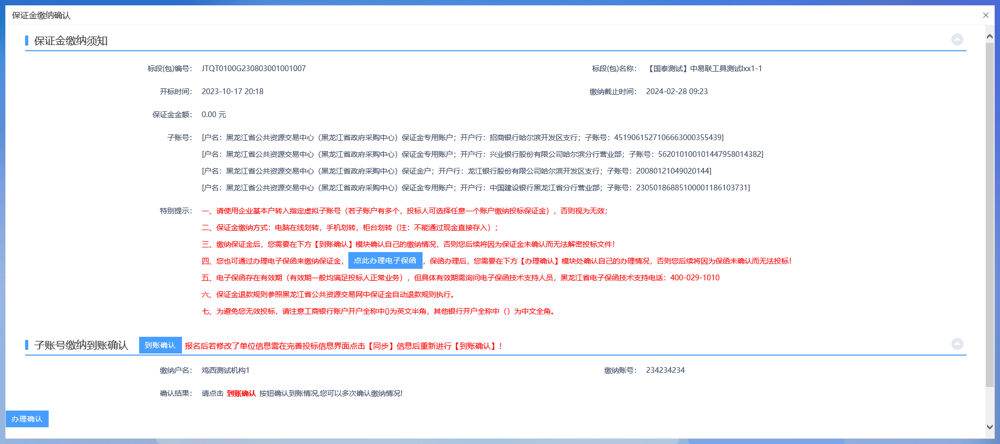 保证金缴纳确认
保证金缴纳须知
标段(包)编号： JTQT0100G230803001001007 标段(包)名称： 【国泰测试】中易联工具测试lxx1-1
开标时间： 2023-10-17 20:18 缴纳截止时间： 2024-02-28 09:23
保证金金额： 0.00 元
子账号： [户名：黑龙江省公共资源交易中心（黑龙江省政府采购中心）保证金专用账户；开户行：招商银行哈尔滨开发区支行；子账号：4519061527106663000355439]
[户名：黑龙江省公共资源交易中心（黑龙江省政府采购中心）保证金专用账户；开户行：兴业银行股份有限公司哈尔滨分行营业部；子账号：562010100101447958014382]
[户名：黑龙江省公共资源交易中心（黑龙江省政府采购中心）保证金户；开户行：龙江银行股份有限公司哈尔滨开发区支行；子账号：20080121049020144]
[户名：黑龙江省公共资源交易中心（黑龙江省政府采购中心）保证金专用账户；开户行：中国建设银行黑龙江省分行营业部；子账号：23050186885100001186103731]
特别提示： 一、请使用企业基本户转入指定虚拟子账号（若子账户有多个，投标人可选择任意一个账户缴纳投标保证金），否则视为无效；
二、保证金缴纳方式：电脑在线划转，手机划转，柜台划转（注：不能通过现金直接存入）；
三、缴纳保证金后，您需要在下方【到账确认】模块确认自己的缴纳情况，否则您后续将因为保证金未确认而无法解密投标文件！
四、您也可通过办理电子保函来缴纳保证金， 点此办理电子保函 ，保函办理后，您需要在下方【办理确认】模块处确认自己的办理情况，否则您后续将因为保函未确认而无法投标！
五、电子保函存在有效期（有效期一般均满足投标人正常业务），但具体有效期需询问电子保函技术支持人员，黑龙江省电子保函技术支持电话：400-029-1010
六、保证金退款规则参照黑龙江省公共资源交易网中保证金自动退款规则执行。
七、为避免您无效投标，请注意工商银行账户开户全称中()为英文半角，其他银行开户全称中（）为中文全角。
子账号缴纳到账确认 到账确认 报名后若修改了单位信息需在完善投标信息界面点击【同步】信息后重新进行【到账确认】！
缴纳户名： 鸡西测试机构1 缴纳账号： 234234234
确认结果： 请点击 到账确认 按钮确认到账情况,您可以多次确认缴纳情况!
办理确认